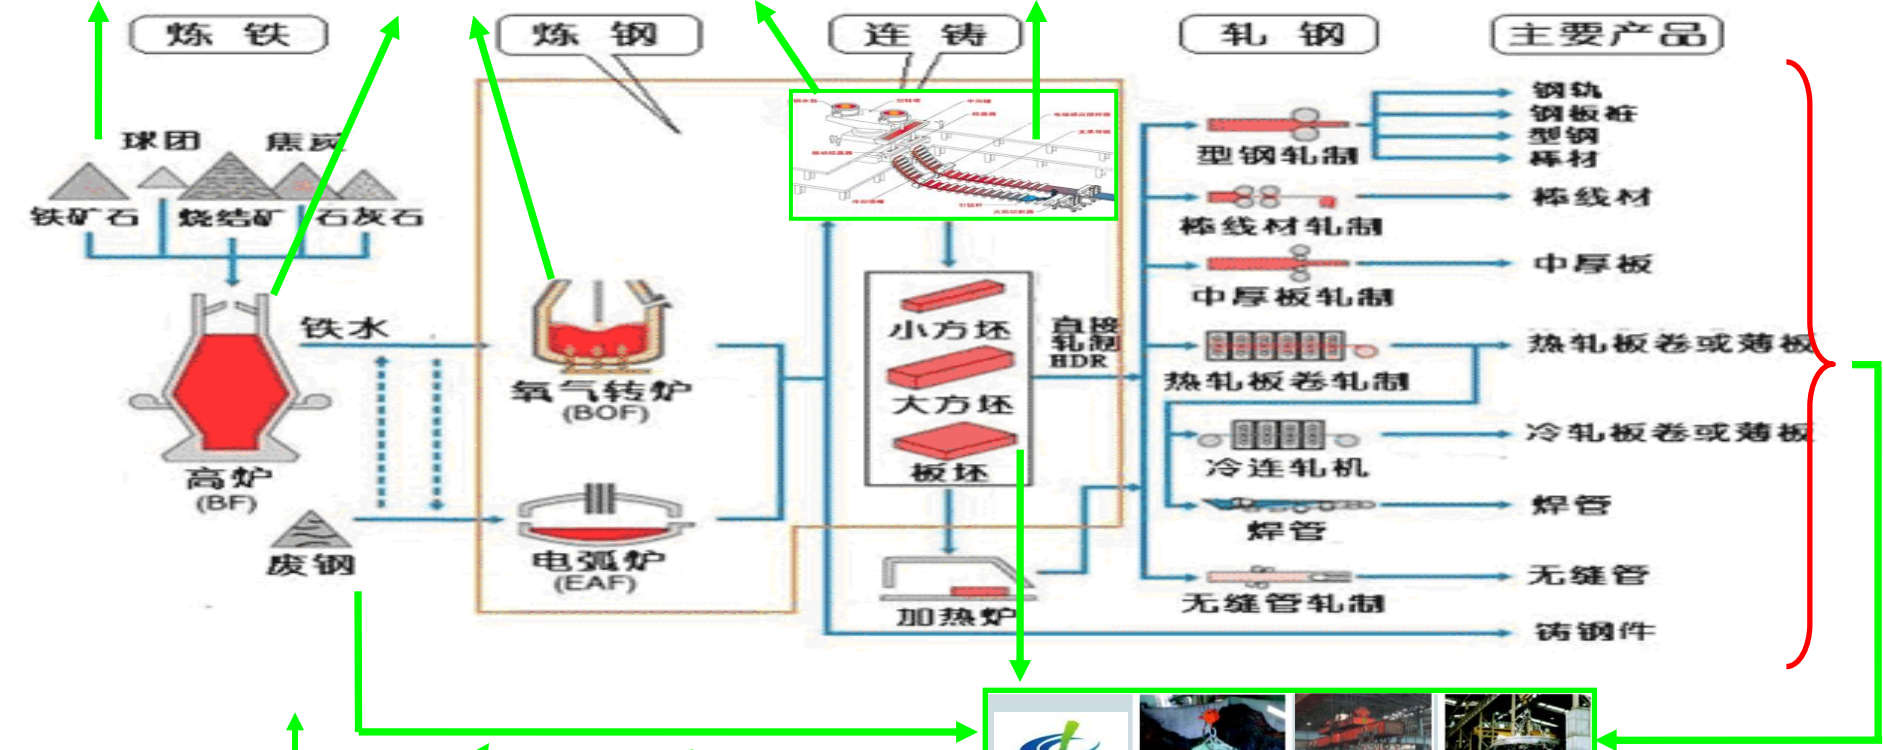 炼铁
炼钢
连铸
轧钢
主要产品
球团
焦炭
铁矿石
烧结矿
石灰石
铁水
高炉
(BF)
废钢
氧气转炉
(BOF)
电弧炉
(EAF)
小方坯
大方坯
板坯
直接
轧制
HDR
加热炉
型钢轧制
棒线材轧制
中厚板轧制
热轧板卷轧制
冷连轧机
焊管
无缝管轧制
钢轨
钢板桩
型钢
棒材
棒线材
中厚板
热轧板卷或薄板
冷轧板卷或薄板
焊管
无缝管
铸钢件